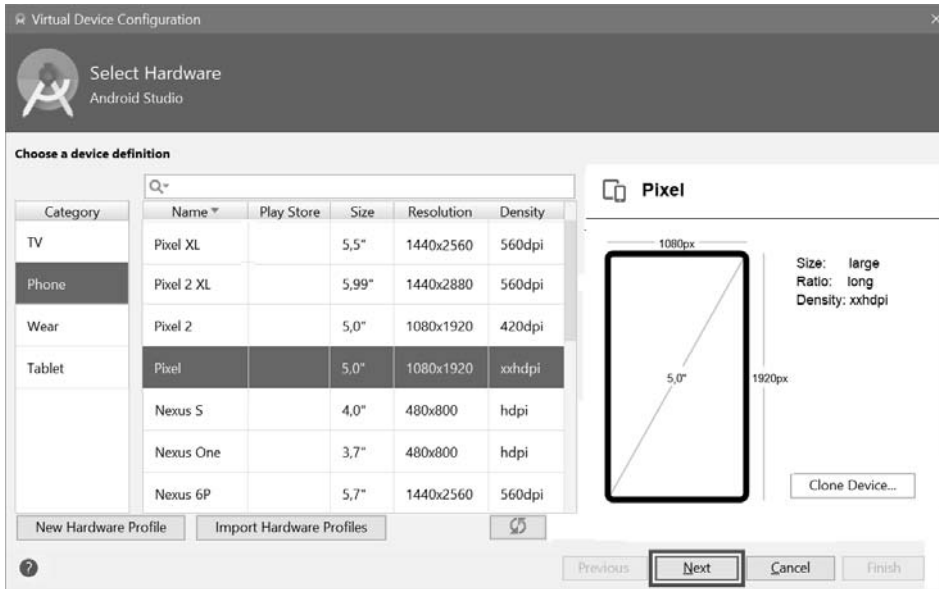 Virtual Device Configuration
Select Hardware
Android Studio
Choose a device definition
Category
TV
Phone
Wear
Tablet
Name Play Store Size Resolution Density
Pixel XL 5,5" 1440x2560 560dpi
Pixel 2 XL 5,99" 1440x2880 560dpi
Pixel 2 5,0" 1080x1920 420dpi
Pixel 5,0" 1080x1920 xxhdpi
Nexus S 4,0" 480x800 hdpi
Nexus One 3,7" 480x800 hdpi
Nexus 6P 5,7" 1440x2560 560dpi
New Hardware Profile Import Hardware Profiles
Pixel
1080px
5,0"
1920px
Size: large
Ratio: long
Density: xxhdpi
Clone Device...
?
Previous Next Cancel Finish